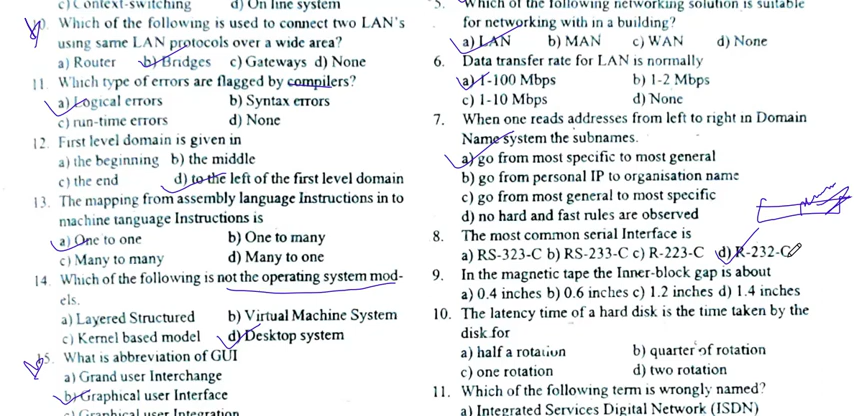 c) Context-switching d) On line system
10. Which of the following is used to connect two LAN's
using same LAN protocols over a wide area?
a) Router b) Bridges c) Gateways d) None
11. Which type of errors are flagged by compilers?
a) Logical errors b) Syntax errors
c) run-time errors d) None
12. First level domain is given in
a) the beginning b) the middle
c) the end d) to the left of the first level domain
13. The mapping from assembly language Instructions in to
machine tanguage Instructions is
a) One to one b) One to many
c) Many to many d) Many to one
14. Which of the following is not the operating system mod-
els.
a) Layered Structured b) Virtual Machine System
c) Kernel based model d) Desktop system
15. What is abbreviation of GUI
a) Grand user Interchange
b) Graphical user Interface
c) Graphical user Integration
5. Which of the following networking solution is suitable
for networking with in a building?
a) LAN b) MAN c) WAN d) None
6. Data transfer rate for LAN is normally
a) 1-100 Mbps b) 1-2 Mbps
c) 1-10 Mbps d) None
7. When one reads addresses from left to right in Domain
Name system the subnames.
a) go from most specific to most general
b) go from personal IP to organisation name
c) go from most general to most specific
d) no hard and fast rules are observed
8. The most common serial Interface is
a) RS-323-C b) RS-233-C c) R-223-C d) R-232-C
9. In the magnetic tape the Inner-block gap is about
a) 0.4 inches b) 0.6 inches c) 1.2 inches d) 1.4 inches
10. The latency time of a hard disk is the time taken by the
disk for
a) half a rotation b) quarter of rotation
c) one rotation d) two rotation
11. Which of the following term is wrongly named?
a) Integrated Services Digital Network (ISDN)